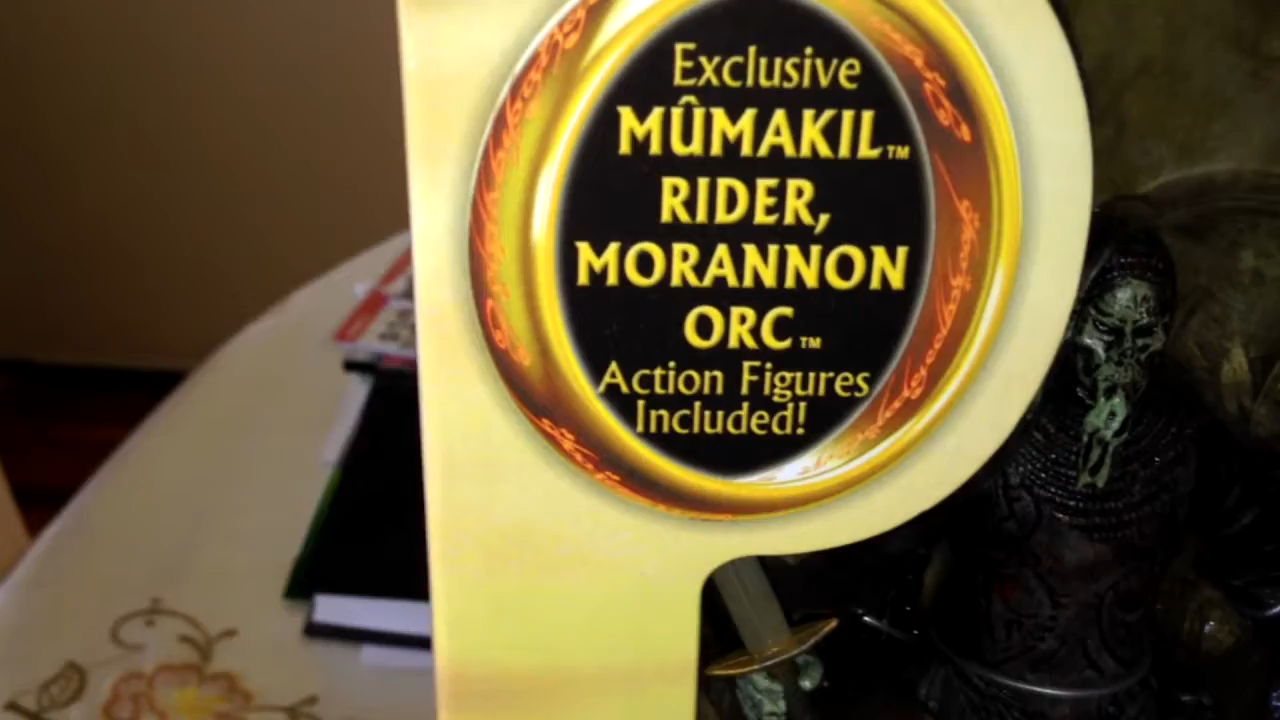 Exclusive
MÛMAKIL™
RIDER,
MORANNON
ORC™
Action Figures
Included!